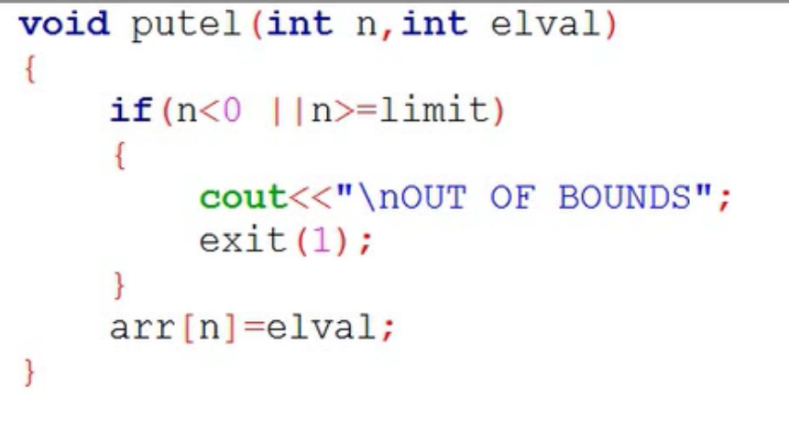 void putel(int n,int elval)
{
    if(n<0 ||n>=limit)
    {
        cout<<"\nOUT OF BOUNDS";
        exit(1);
    }
    arr[n]=elval;
}